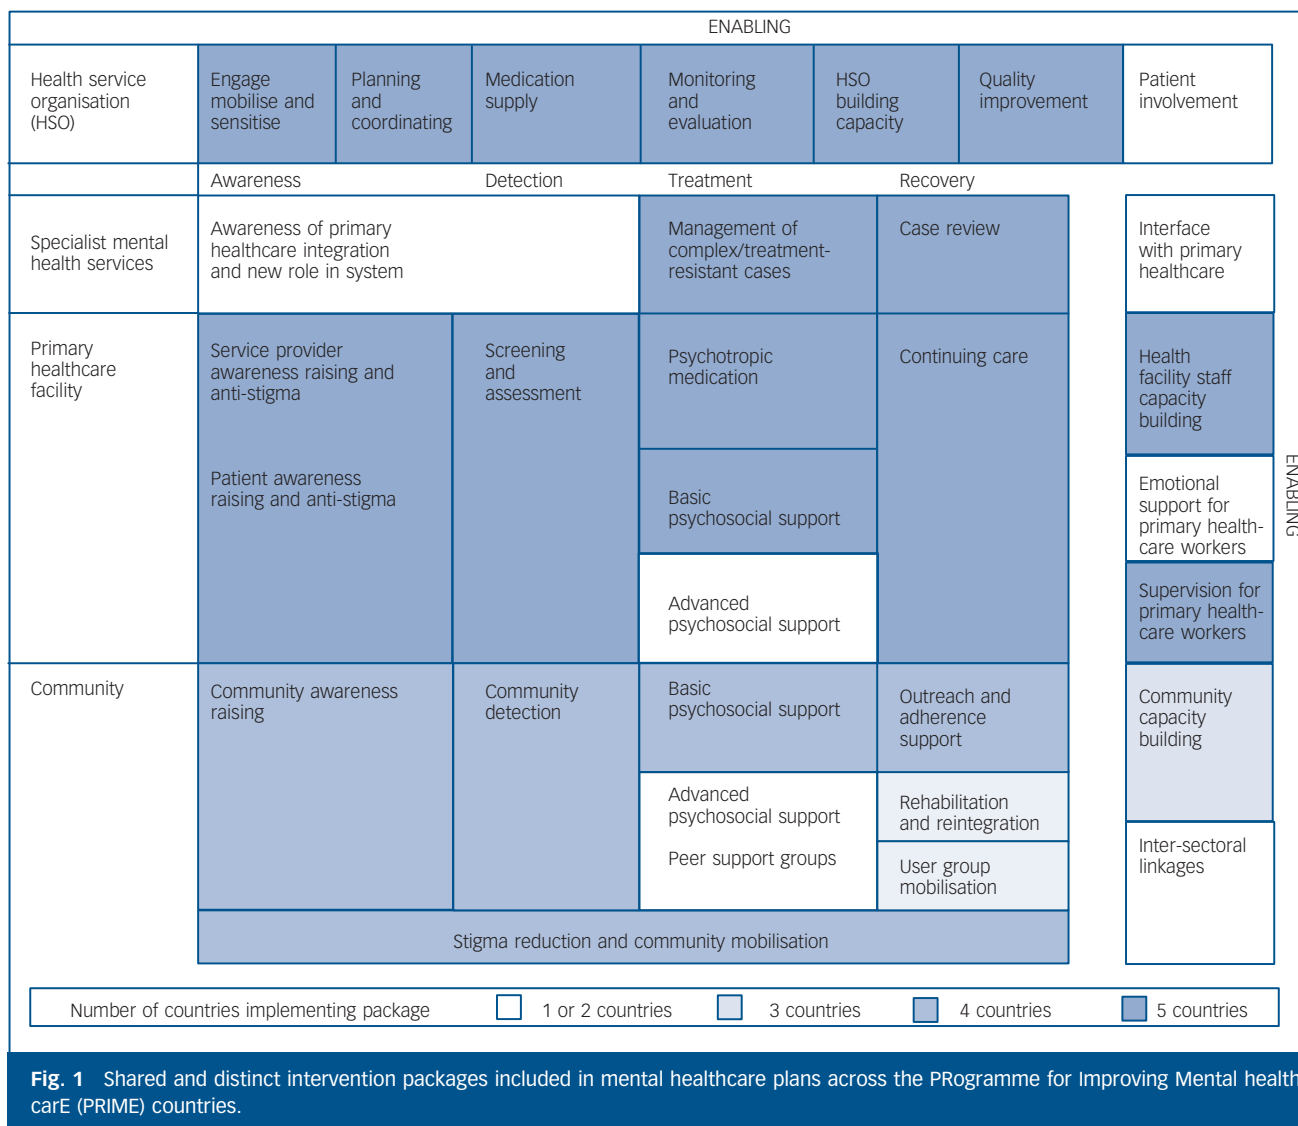 ENABLING
Health service
organisation
(HSO)
Engage
mobilise and
sensitise
Planning
and
coordinating
Medication
supply
Monitoring
and
evaluation
HSO
building
capacity
Quality
improvement
Patient
involvement
Awareness
Detection
Treatment
Recovery
Specialist mental
health services
Awareness of primary
healthcare integration
and new role in system
Management of
complex/treatment-
resistant cases
Case review
Interface
with primary
healthcare
Primary
healthcare
facility
Service provider
awareness raising and
anti-stigma
Patient awareness
raising and anti-stigma
Screening
and
assessment
Psychotropic
medication
Basic
psychosocial support
Advanced
psychosocial support
Continuing care
Health
facility staff
capacity
building
Emotional
support for
primary health-
care workers
Supervision for
primary health-
care workers
ENABLING
Community
Community awareness
raising
Community
detection
Basic
psychosocial support
Advanced
psychosocial support
Peer support groups
Outreach and
adherence
support
Rehabilitation
and reintegration
User group
mobilisation
Community
capacity
building
Inter-sectoral
linkages
Stigma reduction and community mobilisation
Number of countries implementing package
1 or 2 countries
3 countries
4 countries
5 countries
Fig. 1 Shared and distinct intervention packages included in mental healthcare plans across the PRogramme for Improving Mental health
carE (PRIME) countries.